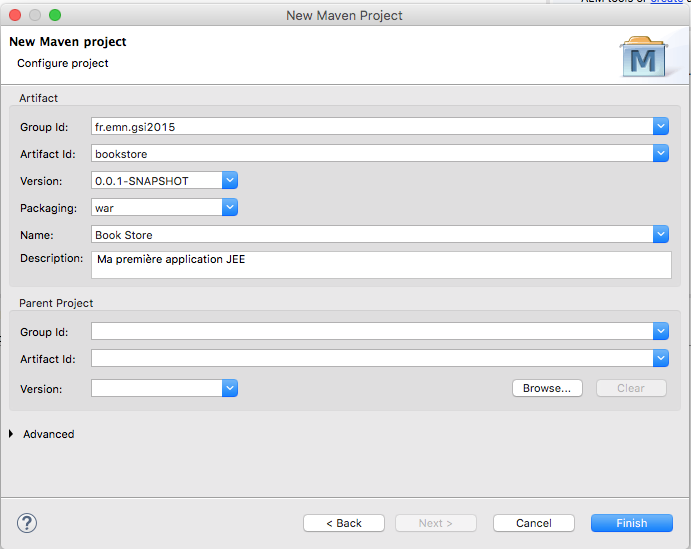 New Maven Project
New Maven project
Configure project
M
Artifact
Group Id: fr.emn.gsi2015
Artifact Id: bookstore
Version: 0.0.1-SNAPSHOT
Packaging: war
Name: Book Store
Description: Ma première application JEE
Parent Project
Group Id:
Artifact Id:
Version:
Browse... Clear
Advanced
? < Back Next > Cancel Finish